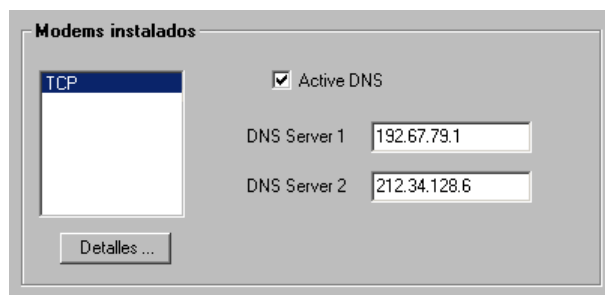 Modems instalados
TCP
Active DNS
DNS Server 1 192.67.79.1
DNS Server 2 212.34.128.6
Detalles ...